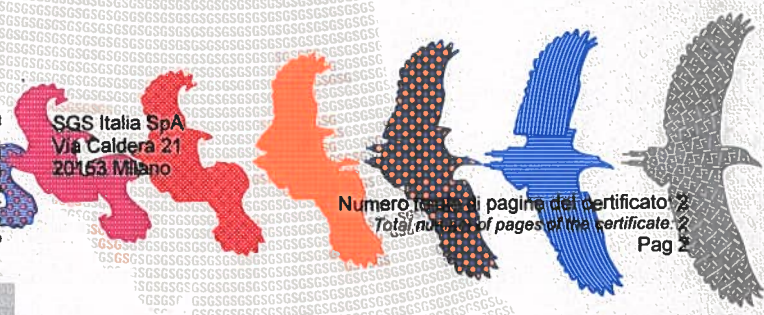 SGS Italia SpA
Via Caldera 21
20153 Milano
Numero totale di pagine del certificato: 2
Total number of pages of the certificate: 2
Pag 2